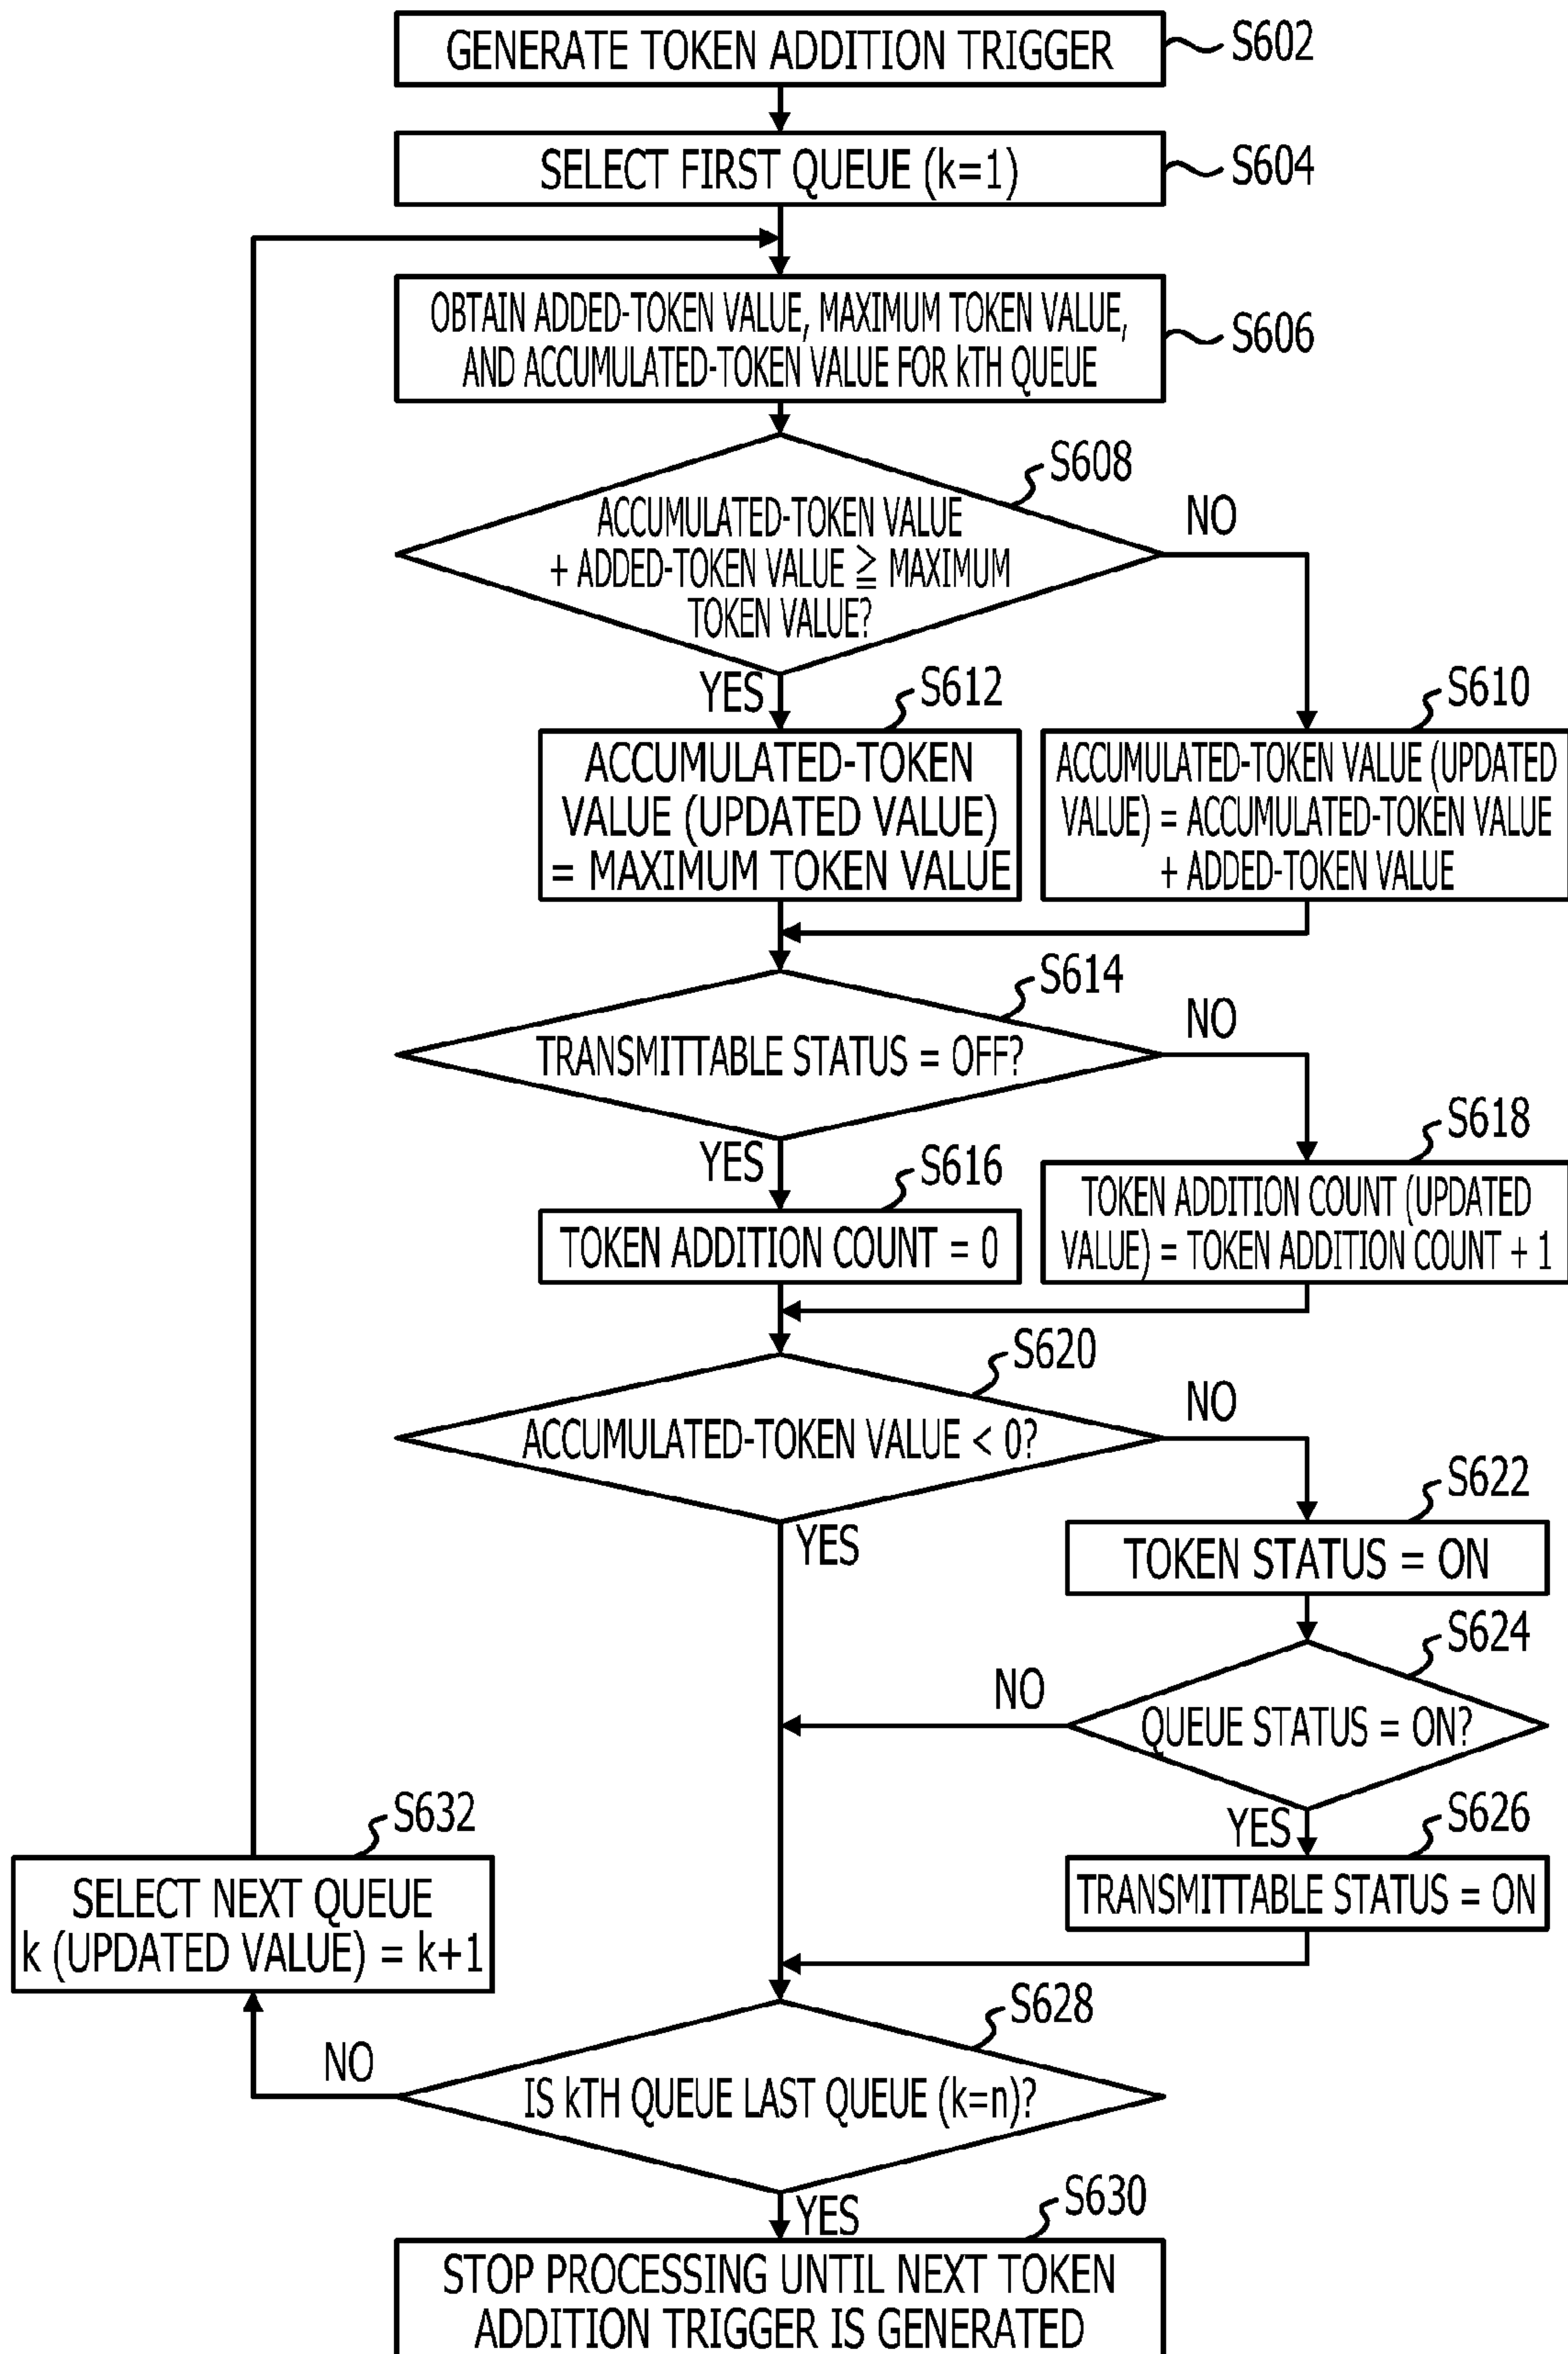 GENERATE TOKEN ADDITION TRIGGER
S602
SELECT FIRST QUEUE (k=1)
S604
OBTAIN ADDED-TOKEN VALUE, MAXIMUM TOKEN VALUE,
AND ACCUMULATED-TOKEN VALUE FOR kTH QUEUE
S606
S608
ACCUMULATED-TOKEN VALUE
+ ADDED-TOKEN VALUE ≧ MAXIMUM
TOKEN VALUE?
NO
YES
S612
ACCUMULATED-TOKEN
VALUE (UPDATED VALUE)
= MAXIMUM TOKEN VALUE
S610
ACCUMULATED-TOKEN VALUE (UPDATED
VALUE) = ACCUMULATED-TOKEN VALUE
+ ADDED-TOKEN VALUE
S614
TRANSMITTABLE STATUS = OFF?
NO
YES
S616
TOKEN ADDITION COUNT = 0
S618
TOKEN ADDITION COUNT (UPDATED
VALUE) = TOKEN ADDITION COUNT + 1
S620
ACCUMULATED-TOKEN VALUE < 0?
NO
YES
S622
TOKEN STATUS = ON
S624
QUEUE STATUS = ON?
NO
YES
S626
TRANSMITTABLE STATUS = ON
S632
SELECT NEXT QUEUE
k (UPDATED VALUE) = k+1
S628
IS kTH QUEUE LAST QUEUE (k=n)?
NO
YES
S630
STOP PROCESSING UNTIL NEXT TOKEN
ADDITION TRIGGER IS GENERATED